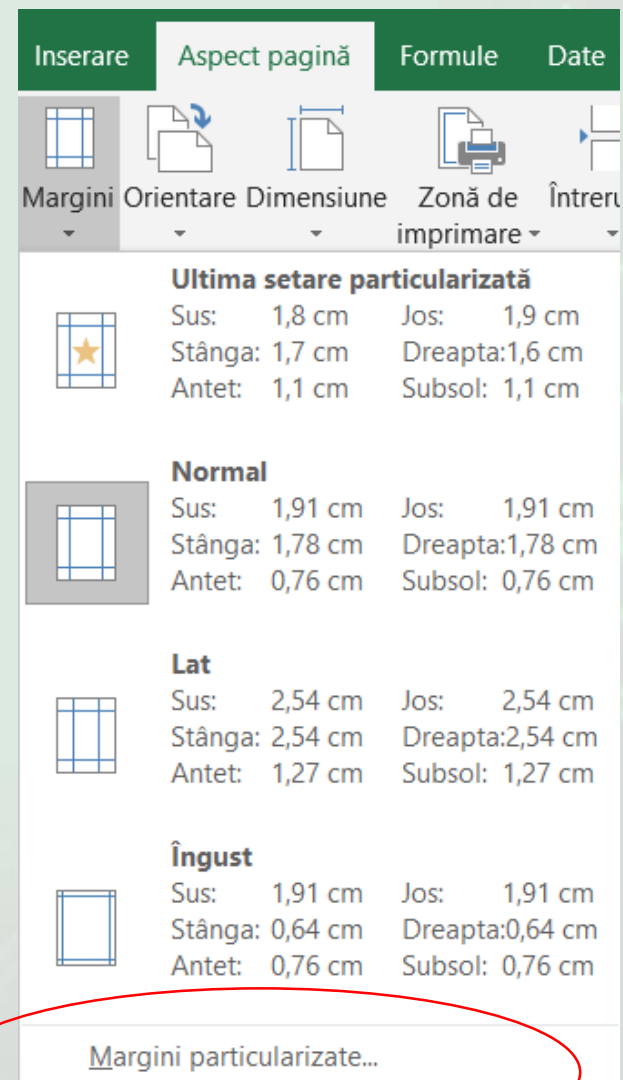 Inserare Aspect pagină Formule Date
Margini Orientare Dimensiune Zonă de
imprimare
Ultima setare particularizată
Sus: 1,8 cm Jos: 1,9 cm
Stânga: 1,7 cm Dreapta:1,6 cm
Antet: 1,1 cm Subsol: 1,1 cm
Normal
Sus: 1,91 cm Jos: 1,91 cm
Stânga: 1,78 cm Dreapta:1,78 cm
Antet: 0,76 cm Subsol: 0,76 cm
Lat
Sus: 2,54 cm Jos: 2,54 cm
Stânga: 2,54 cm Dreapta:2,54 cm
Antet: 1,27 cm Subsol: 1,27 cm
Îngust
Sus: 1,91 cm Jos: 1,91 cm
Stânga: 0,64 cm Dreapta:0,64 cm
Antet: 0,76 cm Subsol: 0,76 cm
Margini particularizate...